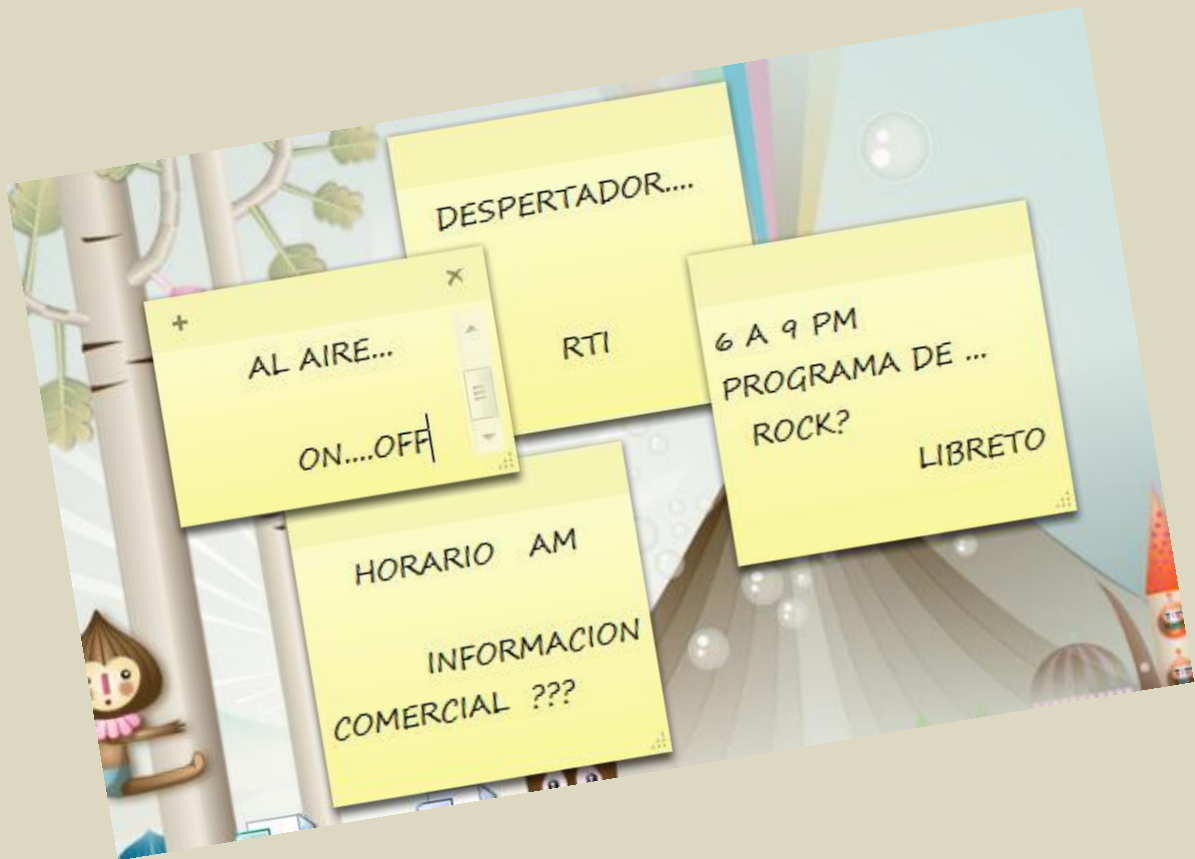 DESPERTADOR....
RTI
AL AIRE...
ON....OFF
6 A 9 PM
PROGRAMA DE ...
ROCK?
LIBRETO
HORARIO AM
INFORMACION
COMERCIAL ???